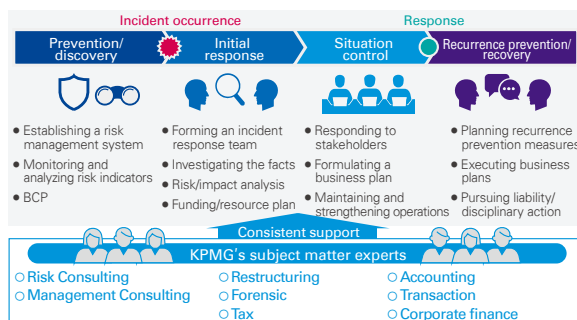 Incident occurrence
Response
Prevention/
discovery
Initial
response
Situation
control
Recurrence prevention/
recovery
● Establishing a risk
management system
● Monitoring and
analyzing risk indicators
● BCP
● Forming an incident
response team
● Investigating the facts
● Risk/impact analysis
● Funding/resource plan
● Responding to
stakeholders
● Formulating a
business plan
● Maintaining and
strengthening operations
● Planning recurrence
prevention measures
● Executing business
plans
● Pursuing liability/
disciplinary action
Consistent support
KPMG's subject matter experts
○ Risk Consulting
○ Management Consulting
○ Restructuring
○ Forensic
○ Tax
○ Accounting
○ Transaction
○ Corporate finance